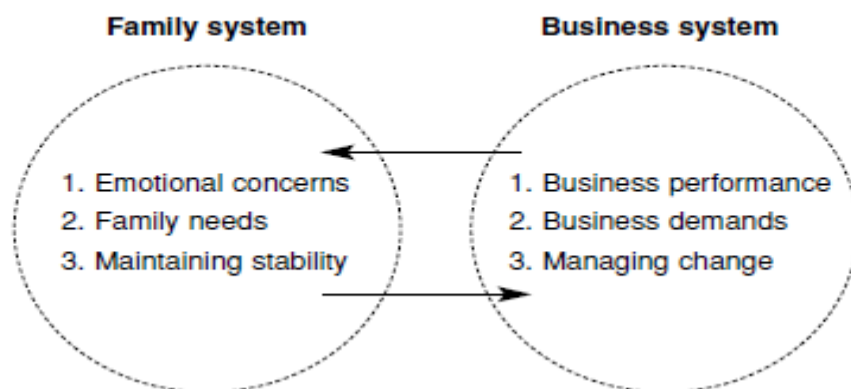 Family system
Business system
1. Emotional concerns
2. Family needs
3. Maintaining stability
1. Business performance
2. Business demands
3. Managing change